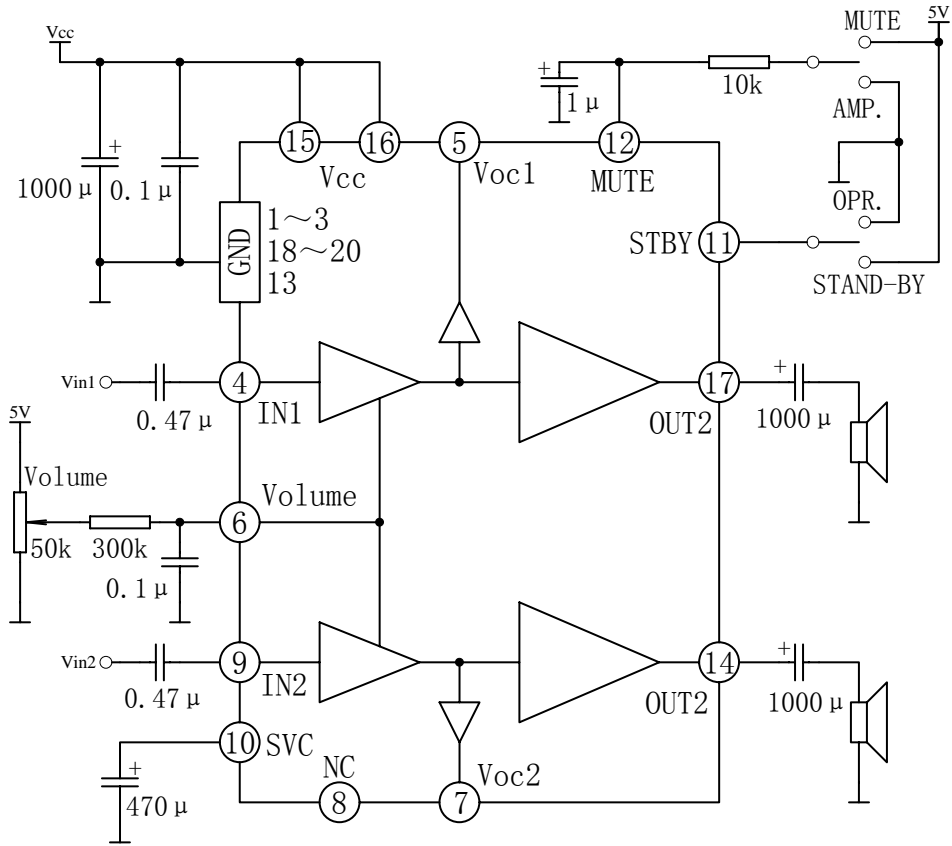 MUTE
5V
Vcc
10k
1μ
AMP.
15
16
5
12
1000μ
0.1μ
Vcc
Voc1
MUTE
OPR.
GND
1～3
18～20
13
STBY
11
STAND-BY
Vin1
4
17
0.47μ
IN1
OUT2
1000μ
5V
Volume
Volume
6
50k
300k
0.1μ
Vin2
9
14
0.47μ
IN2
OUT2
1000μ
10
SVC
NC
Voc2
470μ
8
7